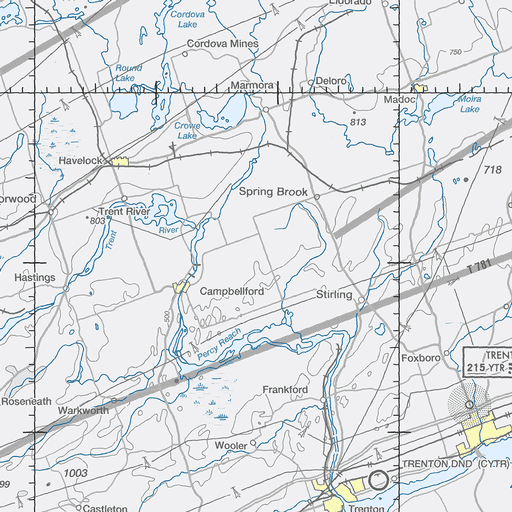 Eldorado
Cordova
Lake
Cordova Mines
750
Round
Lake
Marmora
Deloro
Madoc
Moira
Lake
813
Crowe
Lake
Havelock
718
Spring Brook
Norwood
Trent River
803
River
Trent
Hastings
T 781
Campbellford
Stirling
500
Percy Reach
Foxboro
TRENT
215 YTR
Frankford
Roseneath
Warkworth
Wooler
1003
TRENTON DND (CYTR)
Castleton
Trenton